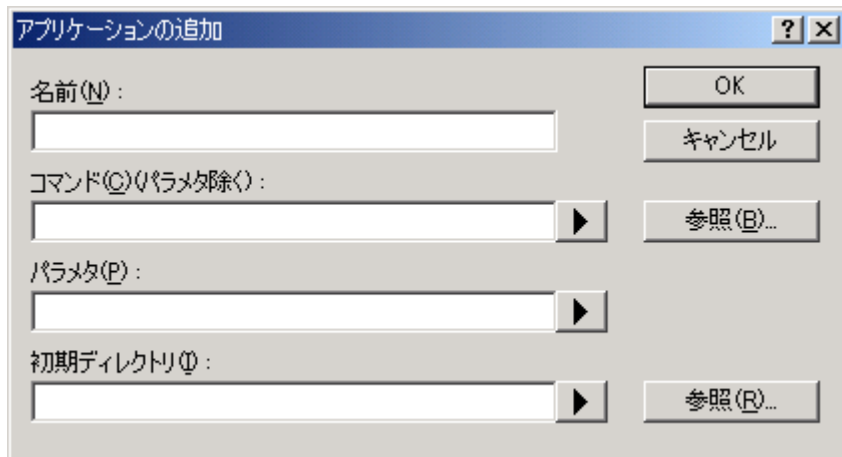 アプリケーションの追加
名前(N):
OK
キャンセル
コマンド(C)(パラメタ除く):
参照(B)...
パラメタ(P):
初期ディレクトリ(I):
参照(R)...